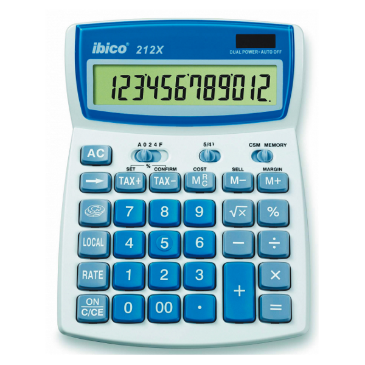 ibico 212X
DUAL POWER - AUTO OFF
123456789012.
A 0 2 4 F 5/4↑ CSM MEMORY
AC
SET % CONFIRM COST SELL MARGIN
→ TAX+ TAX− MRC M− M+
7 8 9 √x %
LOCAL 4 5 6 − ÷
RATE 1 2 3 + ×
ON
C/CE 0 00 · =